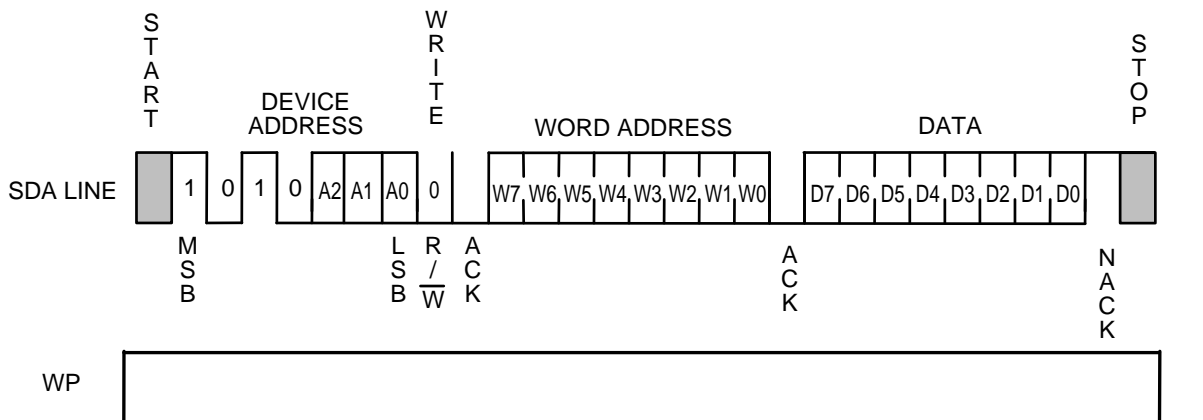 START
WRITE
STOP
DEVICE
ADDRESS
WORD ADDRESS
DATA
SDA LINE
1 0 1 0 A2 A1 A0 0 W7 W6 W5 W4 W3 W2 W1 W0 D7 D6 D5 D4 D3 D2 D1 D0
MSB
LSB
R/W
ACK
ACK
NACK
WP